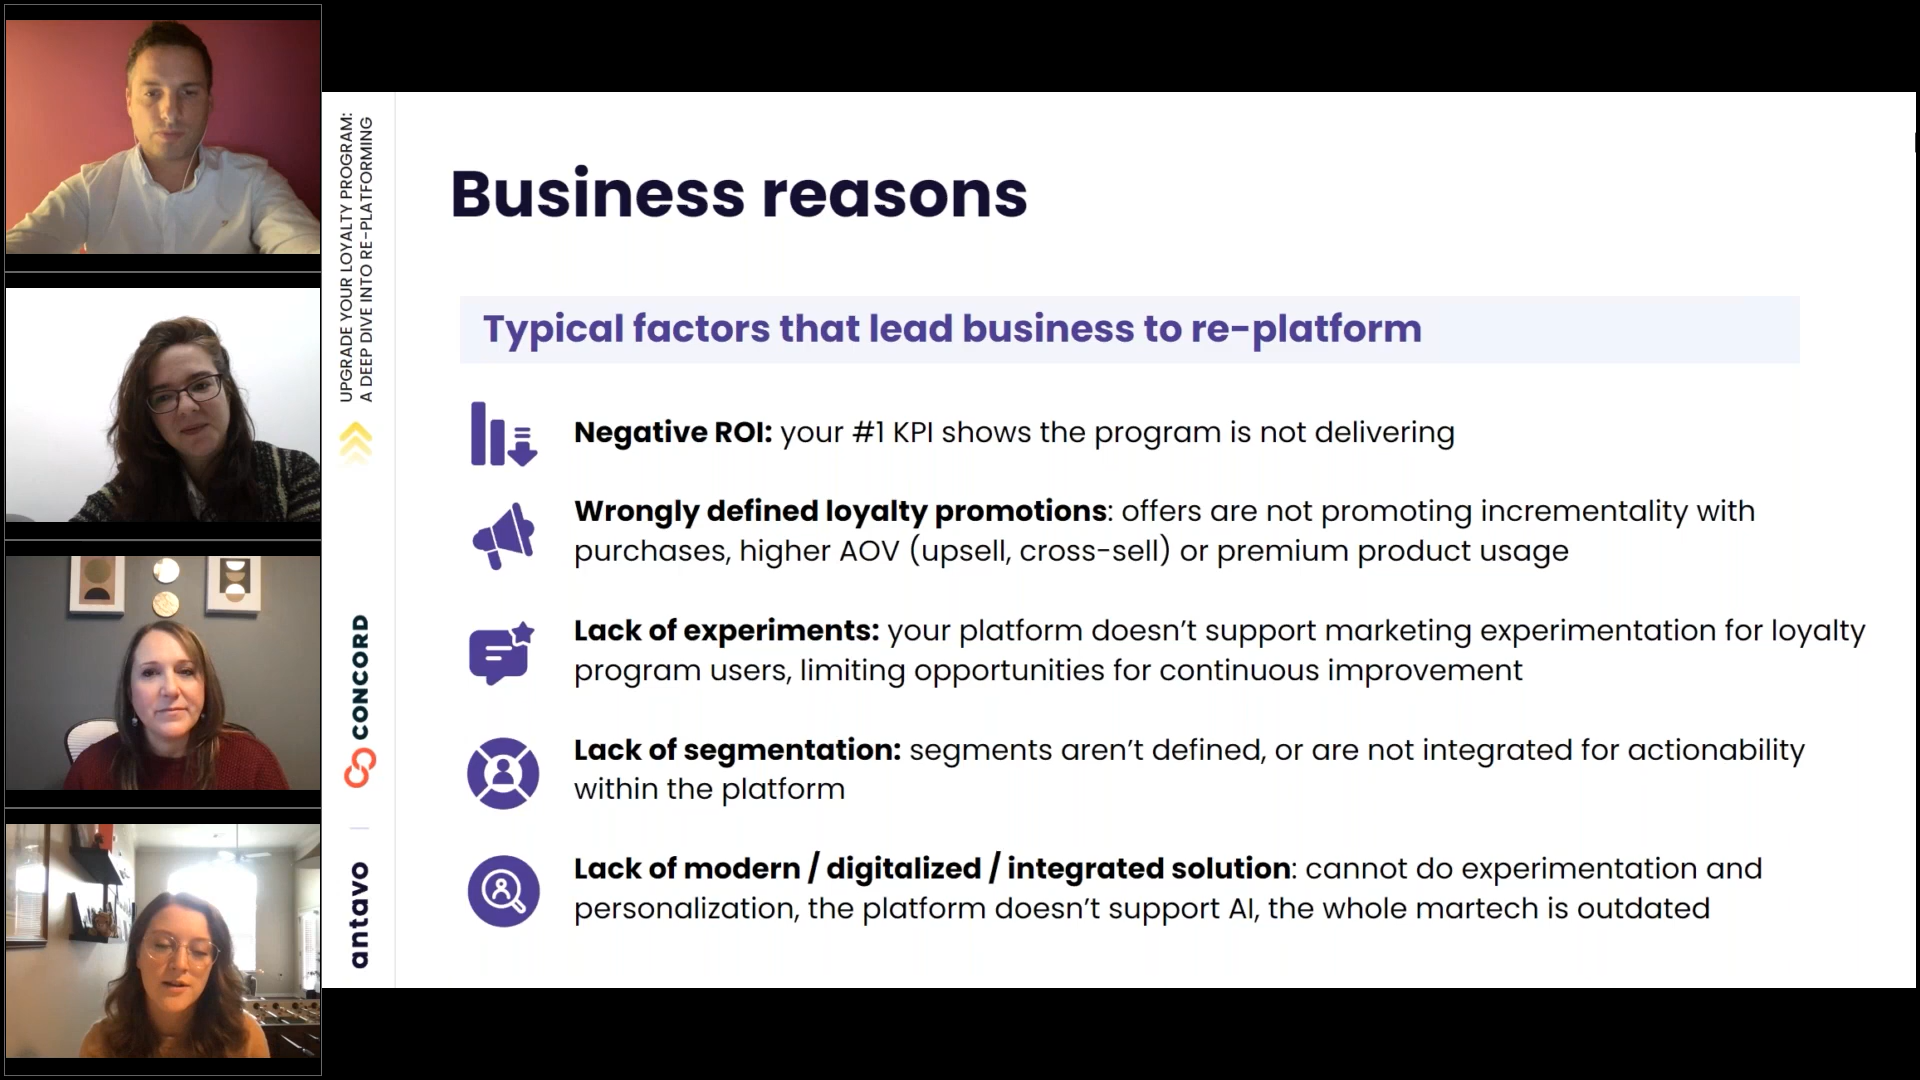 UPGRADE YOUR LOYALTY PROGRAM:
A DEEP DIVE INTO RE-PLATFORMING
CONCORD
antavo
Business reasons
Typical factors that lead business to re-platform
Negative ROI: your #1 KPI shows the program is not delivering
Wrongly defined loyalty promotions: offers are not promoting incrementality with
purchases, higher AOV (upsell, cross-sell) or premium product usage
Lack of experiments: your platform doesn’t support marketing experimentation for loyalty
program users, limiting opportunities for continuous improvement
Lack of segmentation: segments aren’t defined, or are not integrated for actionability
within the platform
Lack of modern / digitalized / integrated solution: cannot do experimentation and
personalization, the platform doesn’t support AI, the whole martech is outdated